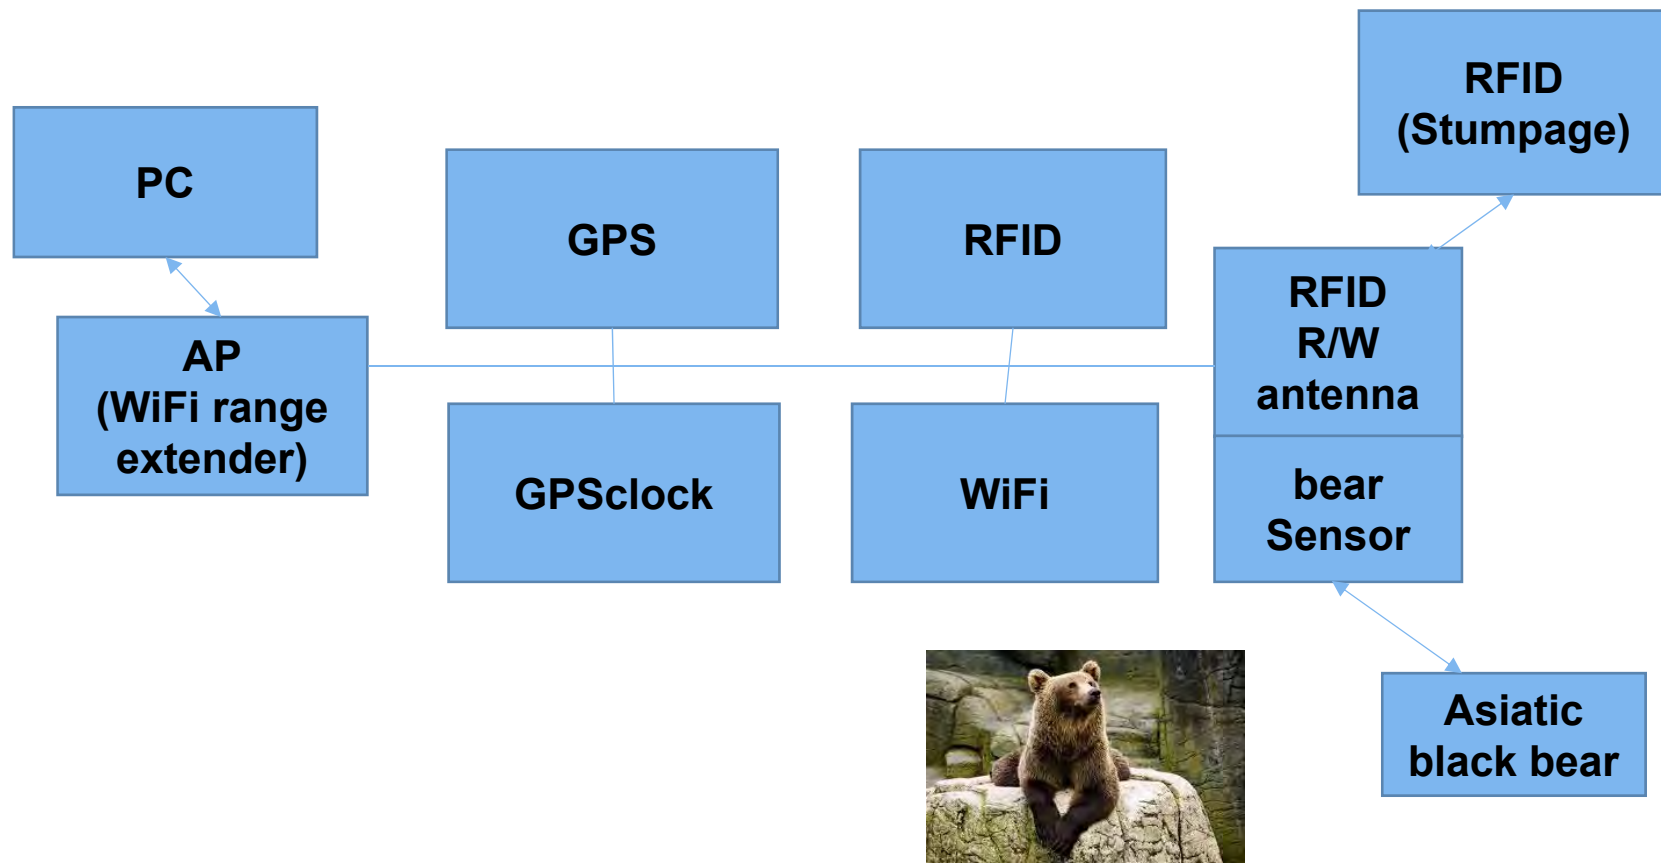 RFID
(Stumpage)
PC
GPS
RFID
RFID
R/W
antenna
AP
(WiFi range
extender)
GPSclock
WiFi
bear
Sensor
Asiatic
black bear